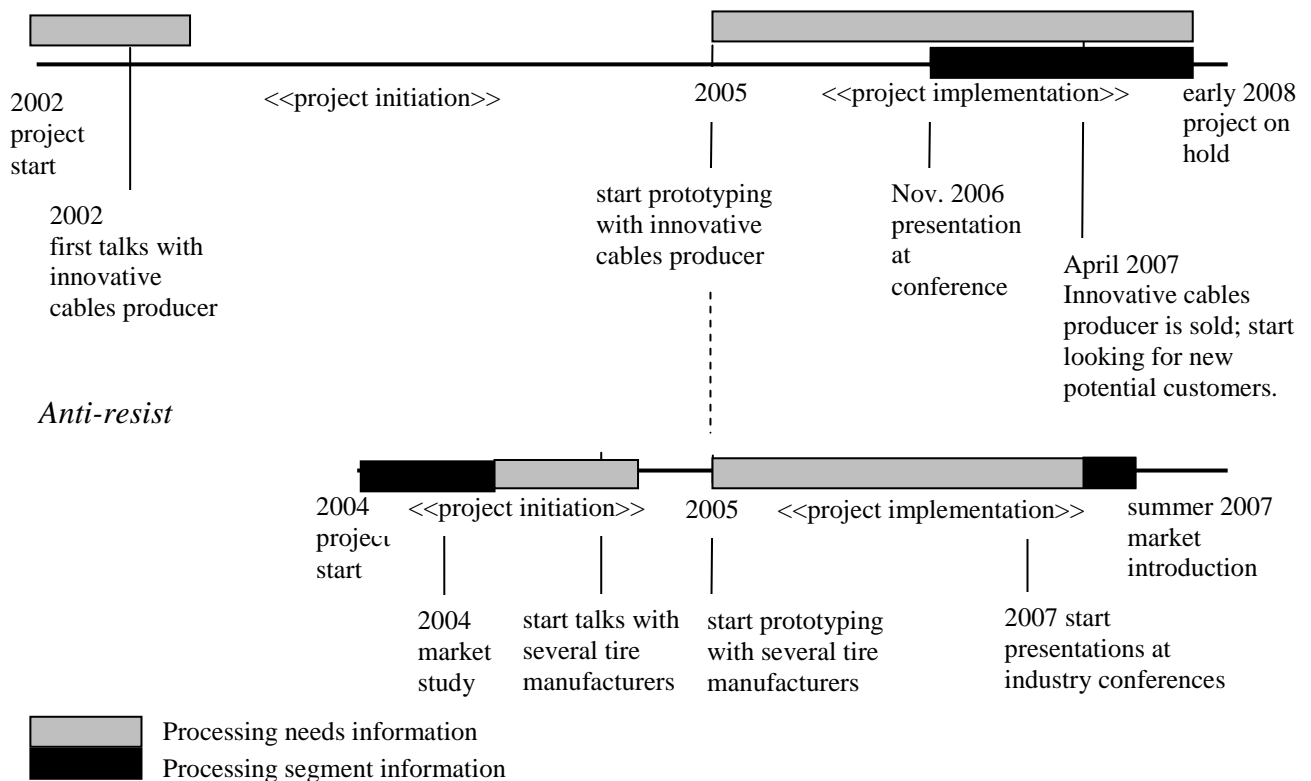 2002
project
start
<<project initiation>>
2005
<<project implementation>>
early 2008
project on
hold
2002
first talks with
innovative
cables producer
start prototyping
with innovative
cables producer
Nov. 2006
presentation
at
conference
April 2007
Innovative cables
producer is sold; start
looking for new
potential customers.
Anti-resist
2004
project
start
<<project initiation>>
2005
<<project implementation>>
summer 2007
market
introduction
2004
market
study
start talks with
several tire
manufacturers
start prototyping
with several tire
manufacturers
2007 start
presentations at
industry conferences
Processing needs information
Processing segment information